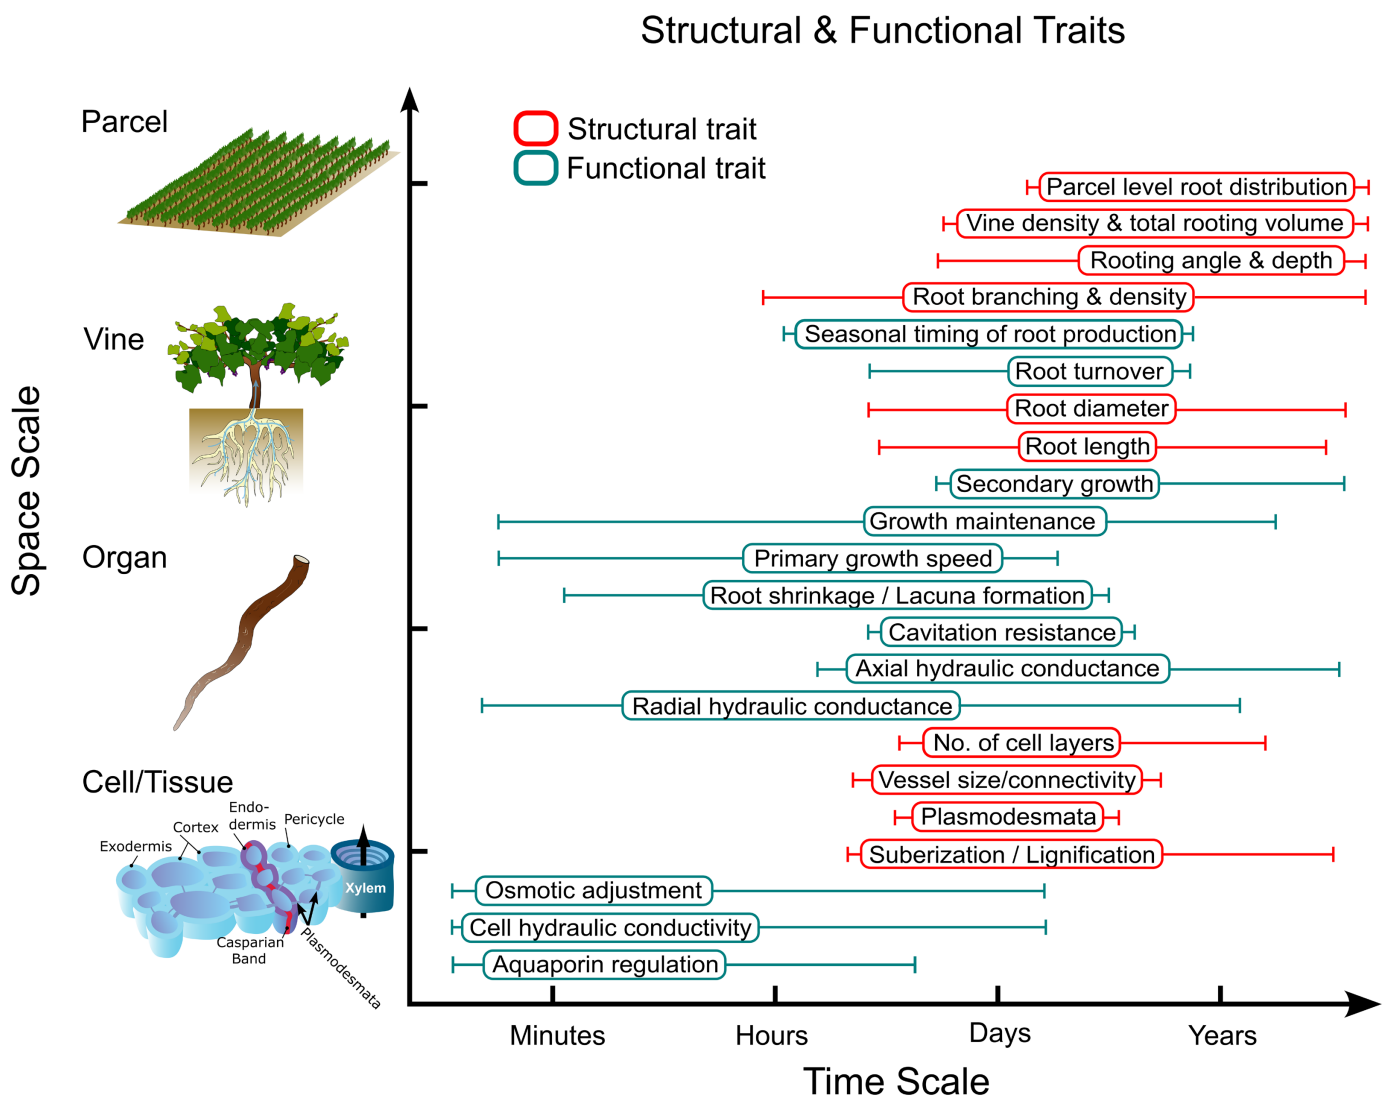 Structural & Functional Traits
Parcel
Structural trait
Functional trait
Parcel level root distribution
Vine density & total rooting volume
Rooting angle & depth
Root branching & density
Vine
Seasonal timing of root production
Root turnover
Root diameter
Root length
Secondary growth
Space Scale
Growth maintenance
Organ
Primary growth speed
Root shrinkage / Lacuna formation
Cavitation resistance
Axial hydraulic conductance
Radial hydraulic conductance
No. of cell layers
Cell/Tissue
Vessel size/connectivity
Endo-
dermis
Pericycle
Cortex
Exodermis
Plasmodesmata
Suberization / Lignification
Xylem
Osmotic adjustment
Cell hydraulic conductivity
Casparian
Band
Plasmodesmata
Aquaporin regulation
Minutes
Hours
Days
Years
Time Scale